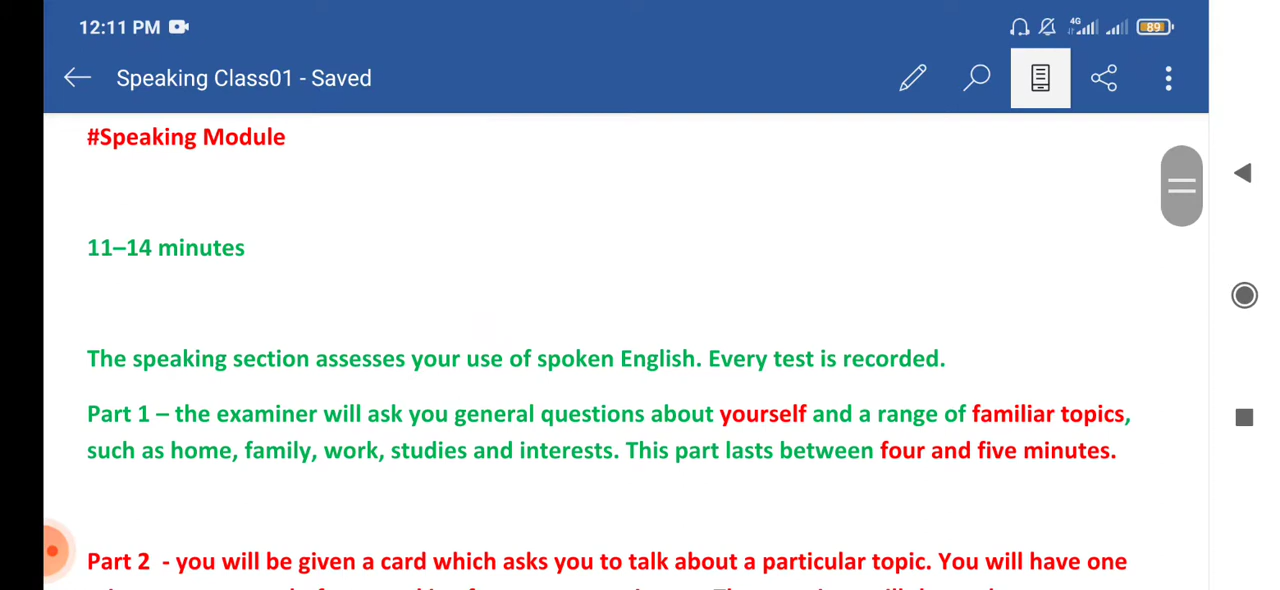 12:11 PM 4G 89
Speaking Class01 - Saved
#Speaking Module
11–14 minutes
The speaking section assesses your use of spoken English. Every test is recorded.
Part 1 – the examiner will ask you general questions about yourself and a range of familiar topics,
such as home, family, work, studies and interests. This part lasts between four and five minutes.
Part 2 - you will be given a card which asks you to talk about a particular topic. You will have one